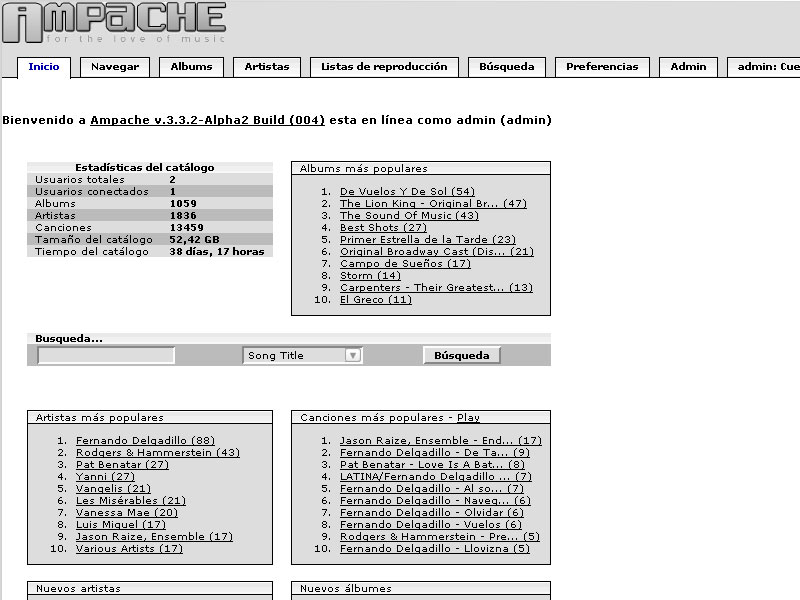 AMPACHE
for the love of music
Inicio Navegar Albums Artistas Listas de reproducción Búsqueda Preferencias Admin admin: Cue
Bienvenido a Ampache v.3.3.2-Alpha2 Build (004) esta en línea como admin (admin)
Estadísticas del catálogo
Usuarios totales 2
Usuarios conectados 1
Albums 1059
Artistas 1836
Canciones 13459
Tamaño del catálogo 52,42 GB
Tiempo del catálogo 38 días, 17 horas
Albums más populares
1. De Vuelos Y De Sol (54)
2. The Lion King - Original Br... (47)
3. The Sound Of Music (43)
4. Best Shots (27)
5. Primer Estrella de la Tarde (23)
6. Original Broadway Cast (Dis... (21)
7. Campo de Sueños (17)
8. Storm (14)
9. Carpenters - Their Greatest... (13)
10. El Greco (11)
Busqueda...
Song Title Búsqueda
Artistas más populares
1. Fernando Delgadillo (88)
2. Rodgers & Hammerstein (43)
3. Pat Benatar (27)
4. Yanni (27)
5. Vangelis (21)
6. Les Misérables (21)
7. Vanessa Mae (20)
8. Luis Miguel (17)
9. Jason Raize, Ensemble (17)
10. Various Artists (17)
Canciones más populares - Play
1. Jason Raize, Ensemble - End... (17)
2. Fernando Delgadillo - De Ta... (9)
3. Pat Benatar - Love Is A Bat... (8)
4. LATINA/Fernando Delgadillo ... (7)
5. Fernando Delgadillo - Al so... (7)
6. Fernando Delgadillo - Naveg... (6)
7. Fernando Delgadillo - Olvidar (6)
8. Fernando Delgadillo - Vuelos (6)
9. Rodgers & Hammerstein - Pre... (5)
10. Fernando Delgadillo - Llovizna (5)
Nuevos artistas
Nuevos álbumes